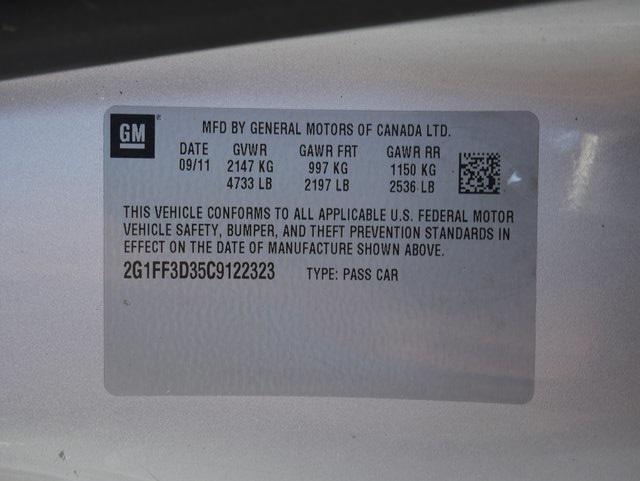 GM ® MFD BY GENERAL MOTORS OF CANADA LTD.
DATE GVWR GAWR FRT GAWR RR
09/11 2147 KG 997 KG 1150 KG
4733 LB 2197 LB 2536 LB
THIS VEHICLE CONFORMS TO ALL APPLICABLE U.S. FEDERAL MOTOR
VEHICLE SAFETY, BUMPER, AND THEFT PREVENTION STANDARDS IN
EFFECT ON THE DATE OF MANUFACTURE SHOWN ABOVE.
2G1FF3D35C9122323 TYPE: PASS CAR